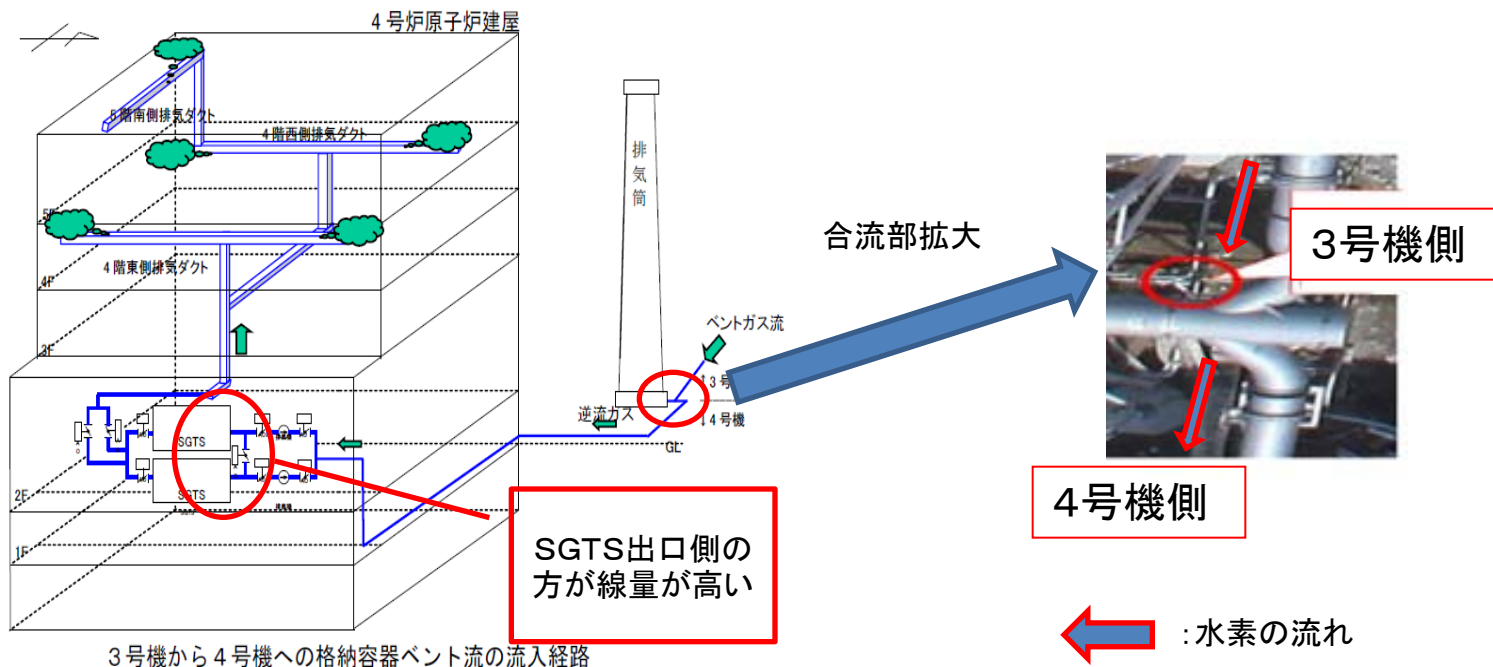 4号炉原子炉建屋
5階南側排気ダクト
4階西側排気ダクト
排気筒
合流部拡大
3号機側
5F
4階東側排気ダクト
4F
ベントガス流
3F
↑3号
逆流ガス
↓4号機
SGTS
GL
4号機側
2F
SGTS
排風機
SGTS出口側の
方が線量が高い
1F
:水素の流れ
3号機から4号機への格納容器ベント流の流入経路